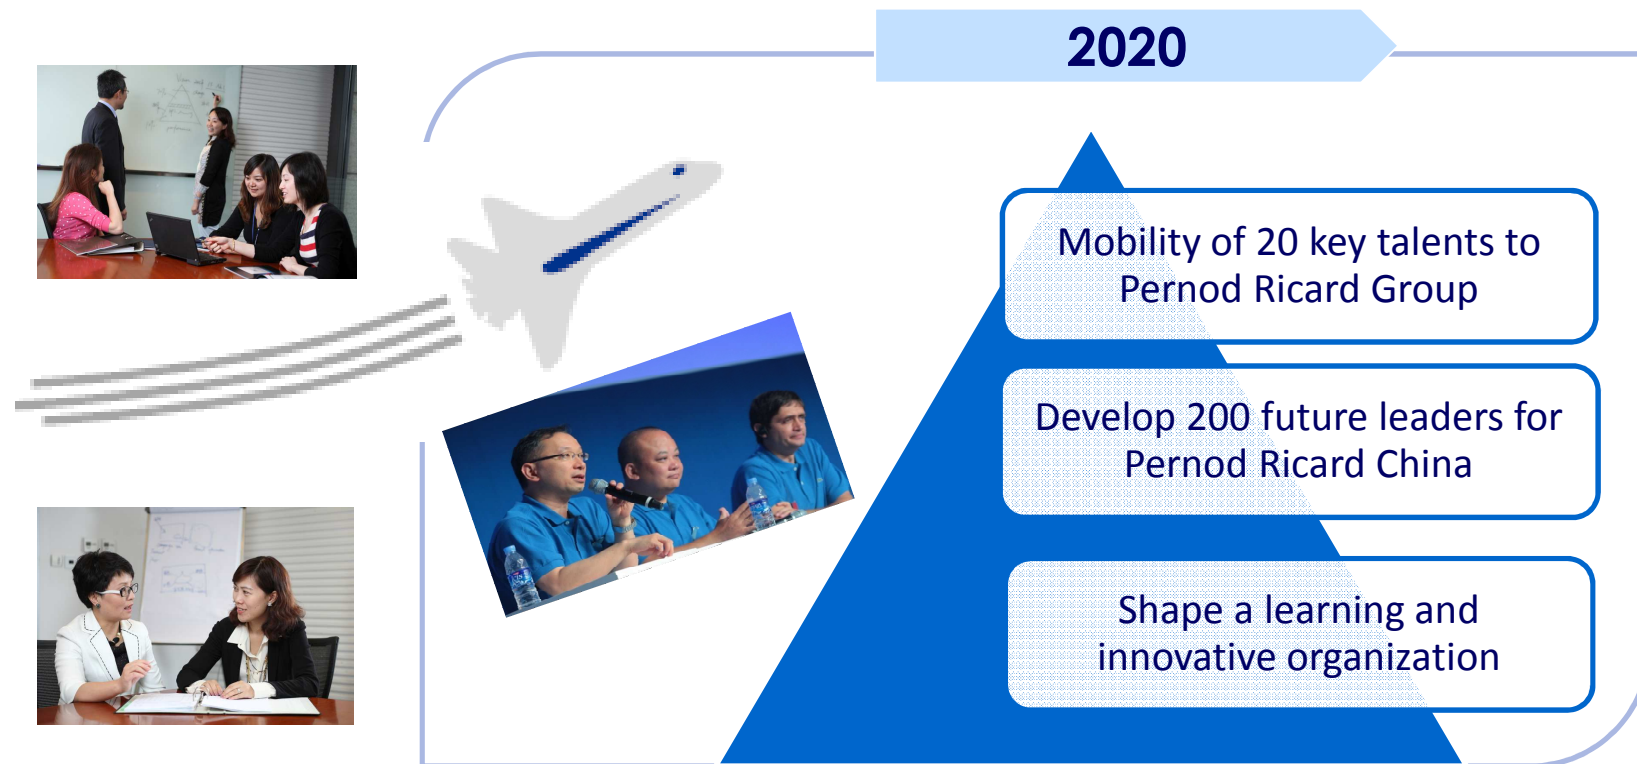 2020
Mobility of 20 key talents to
Pernod Ricard Group
Develop 200 future leaders for
Pernod Ricard China
Shape a learning and
innovative organization